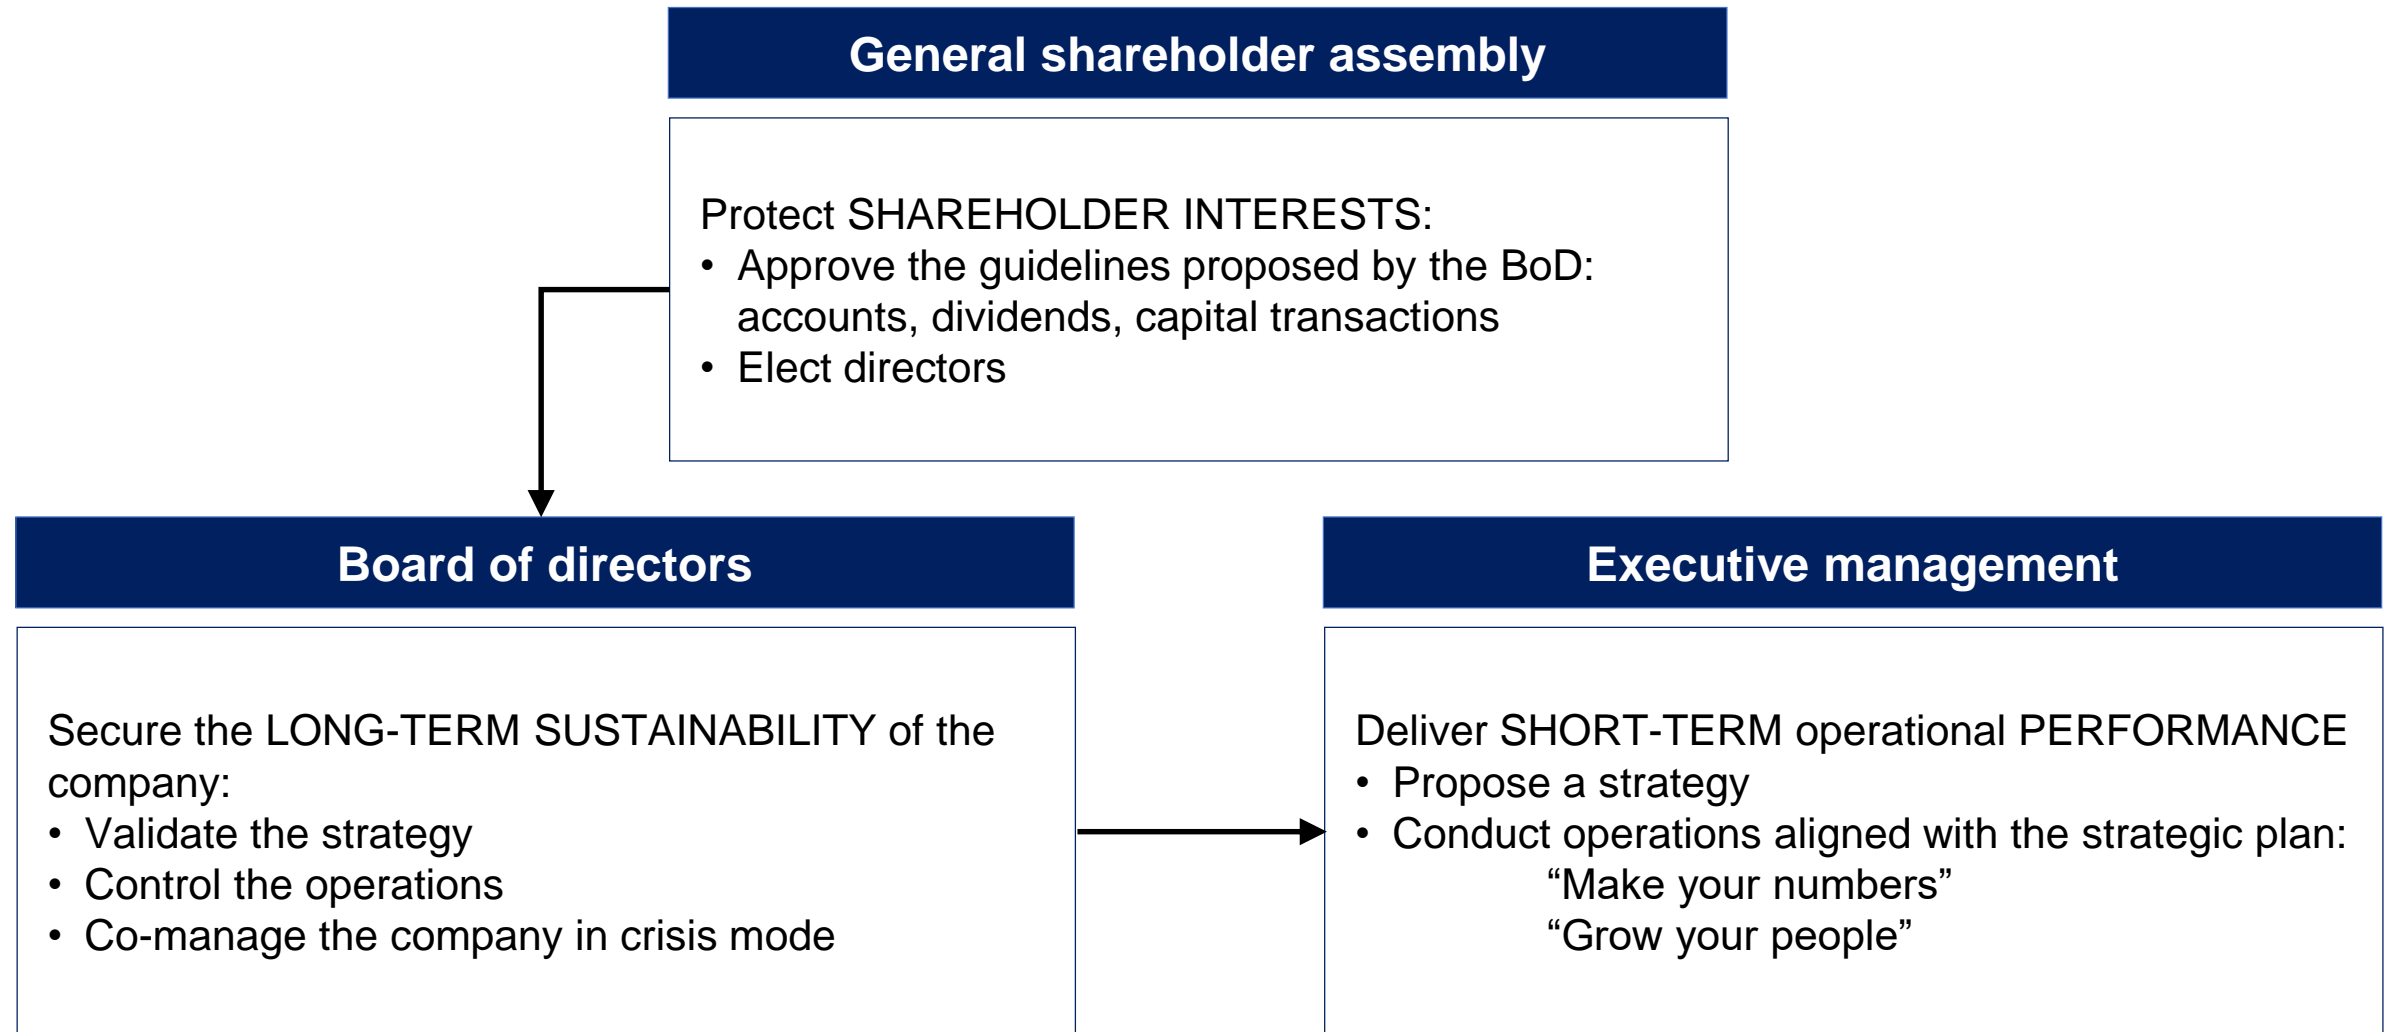 General shareholder assembly
Protect SHAREHOLDER INTERESTS:
• Approve the guidelines proposed by the BoD:
accounts, dividends, capital transactions
• Elect directors
Board of directors
Secure the LONG-TERM SUSTAINABILITY of the
company:
• Validate the strategy
• Control the operations
• Co-manage the company in crisis mode
Executive management
Deliver SHORT-TERM operational PERFORMANCE
• Propose a strategy
• Conduct operations aligned with the strategic plan:
“Make your numbers”
“Grow your people”